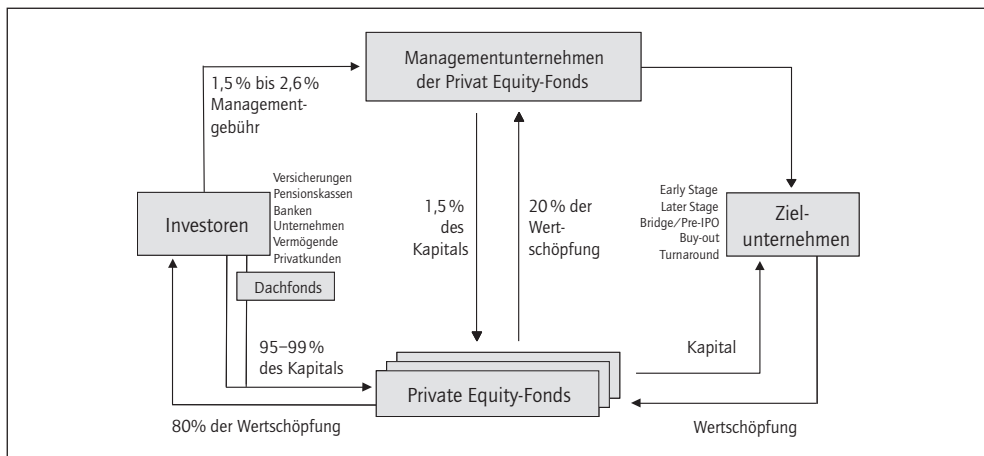 Managementunternehmen
der Privat Equity-Fonds
1,5 % bis 2,6 %
Management-
gebühr
Versicherungen
Pensionskassen
Banken
Unternehmen
Vermögende
Privatkunden
Investoren
Dachfonds
1,5 %
des
Kapitals
20 % der
Wert-
schöpfung
Early Stage
Later Stage
Bridge/Pre-IPO
Buy-out
Turnaround
Ziel-
unternehmen
95–99 %
des Kapitals
Kapital
Private Equity-Fonds
80% der Wertschöpfung
Wertschöpfung